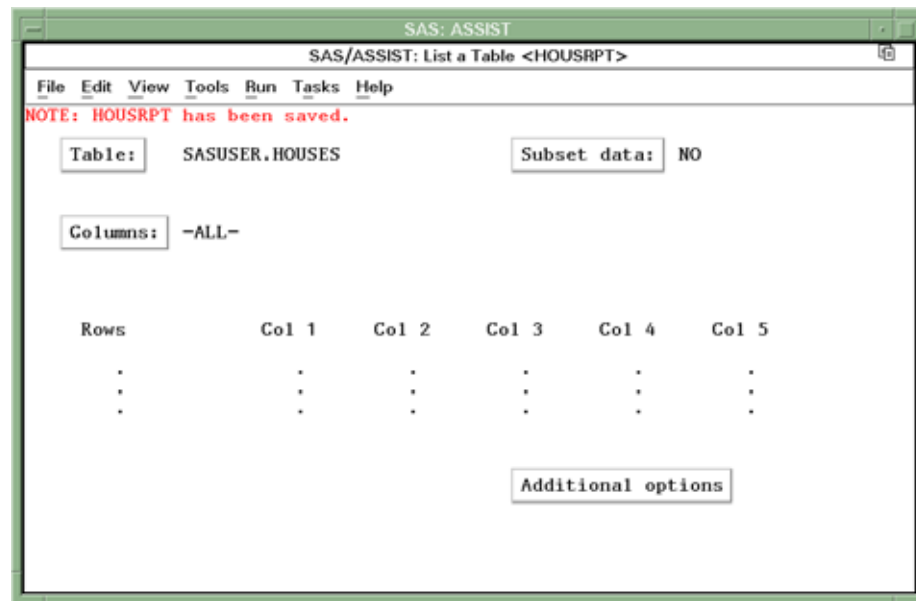 SAS: ASSIST
SAS/ASSIST: List a Table <HOUSRPT>
File Edit View Tools Run Tasks Help
NOTE: HOUSRPT has been saved.
Table: SASUSER.HOUSES Subset data: NO
Columns: -ALL-
Rows Col 1 Col 2 Col 3 Col 4 Col 5
. . . . . .
. . . . . .
. . . . . .
Additional options